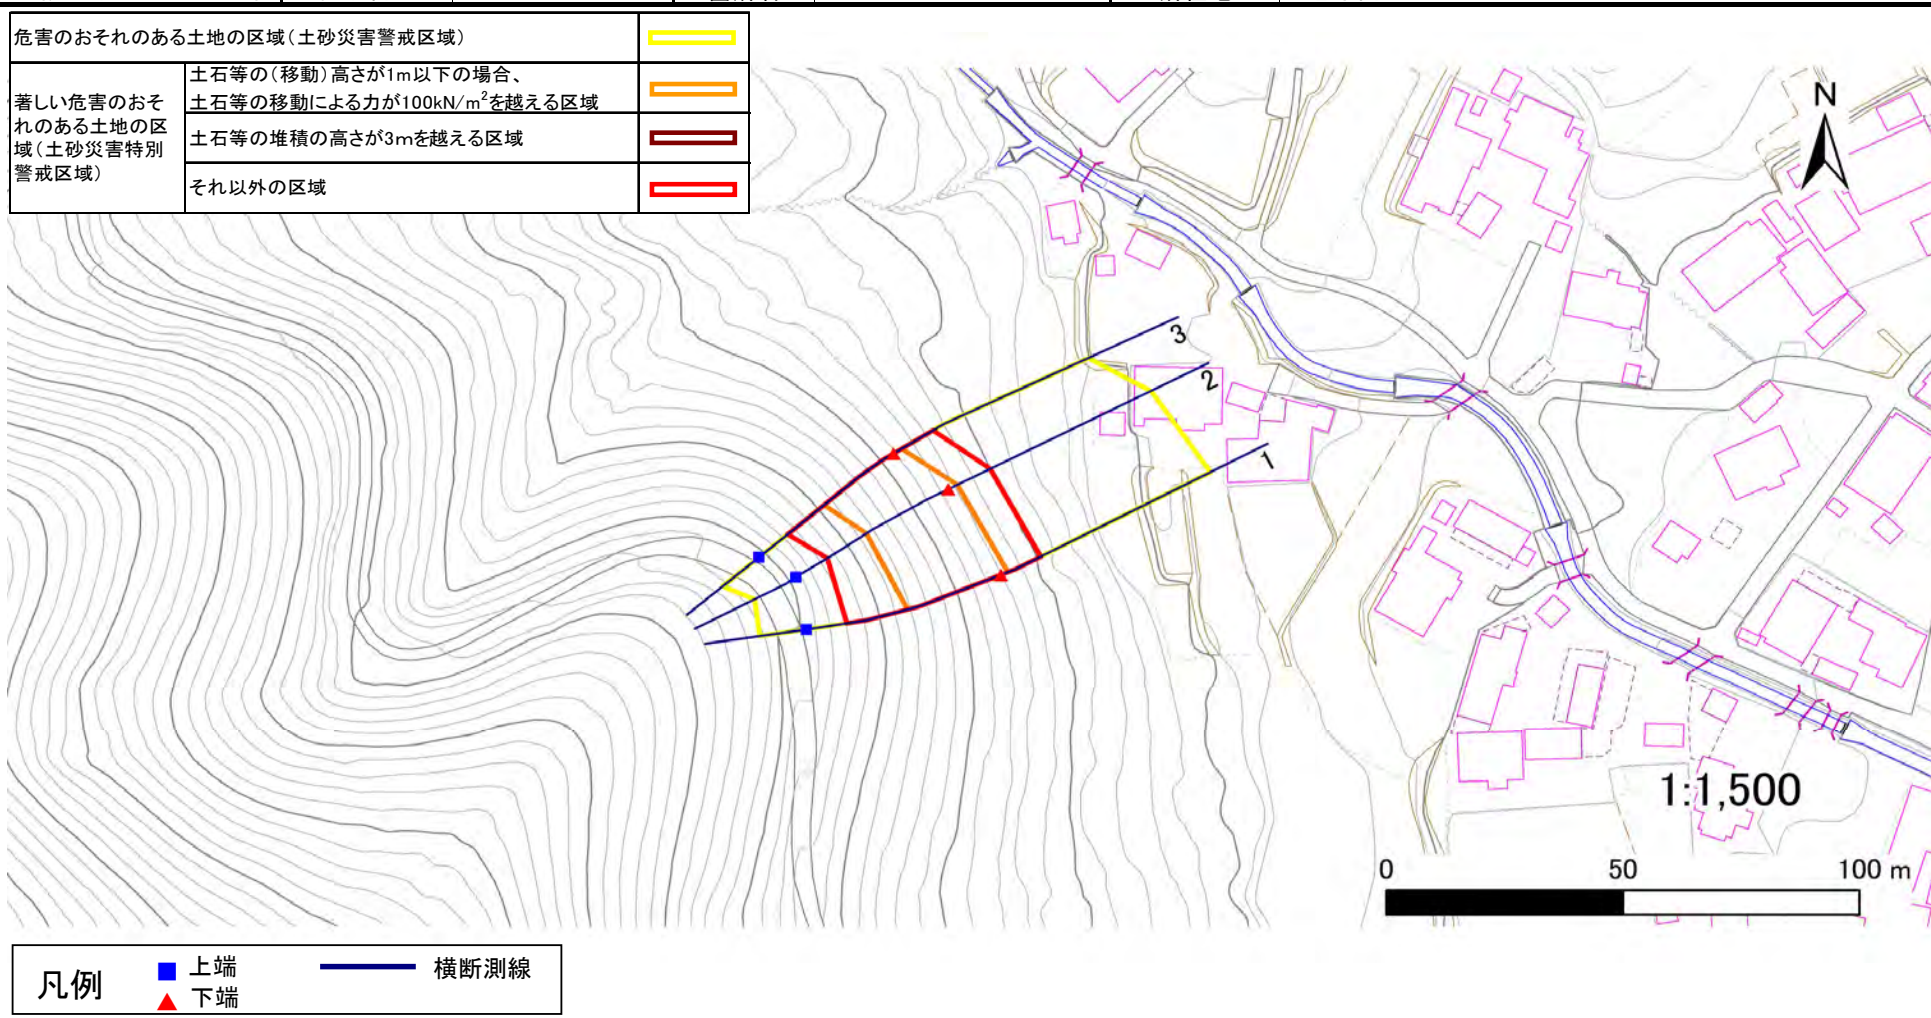 危害のおそれのある土地の区域(土砂災害警戒区域)
著しい危害のおそ
れのある土地の区
域(土砂災害特別
警戒区域)
土石等の(移動)高さが1m以下の場合、
土石等の移動による力が100kN/m²を越える区域
土石等の堆積の高さが3mを越える区域
それ以外の区域
N
3
2
1
1:1,500
0 50 100 m
凡例
上端
下端
横断測線